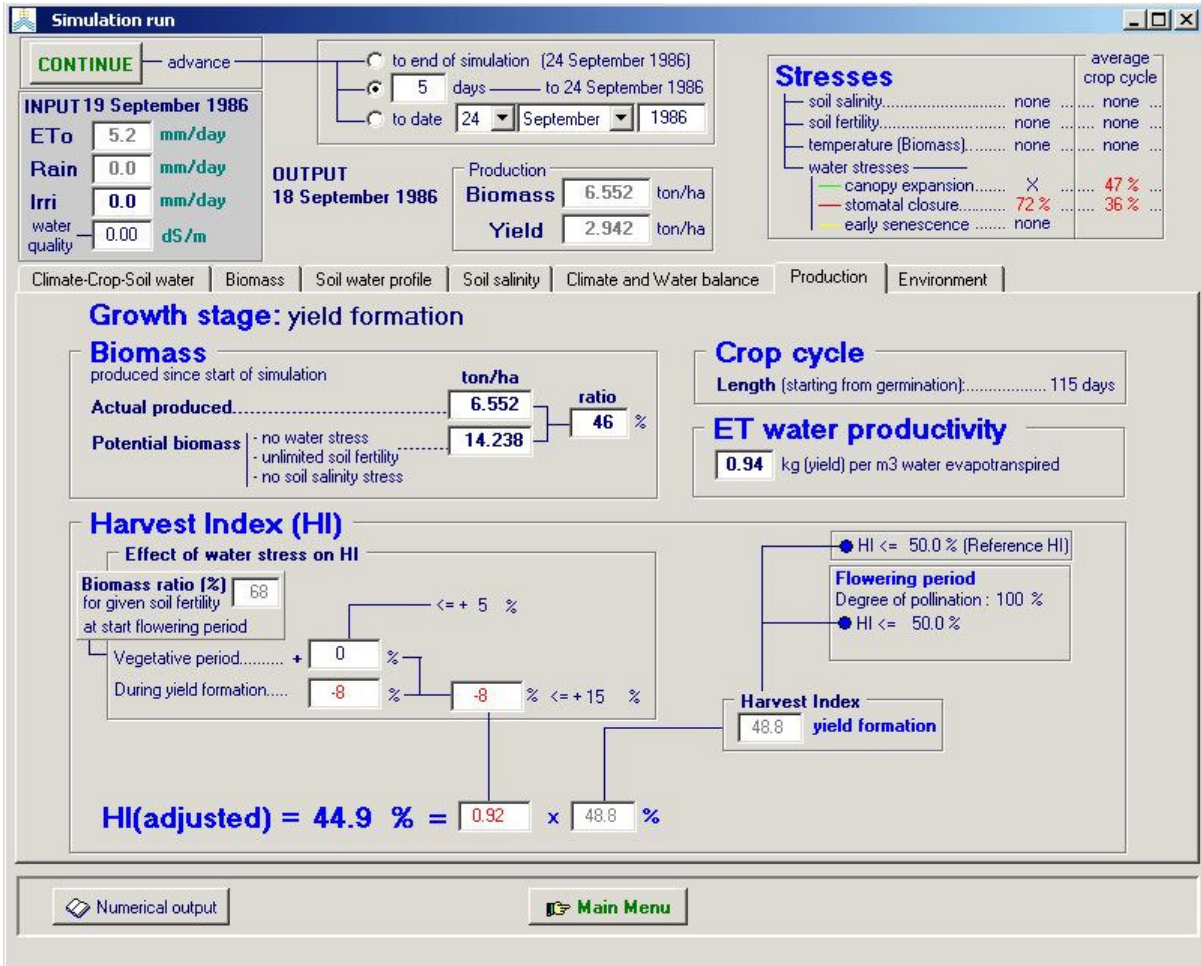 Simulation run
CONTINUE advance
to end of simulation (24 September 1986)
5 days to 24 September 1986
to date 24 September 1986
INPUT 19 September 1986
ETo 5.2 mm/day
Rain 0.0 mm/day
Irri 0.0 mm/day
water quality 0.00 dS/m
OUTPUT
18 September 1986
Production
Biomass 6.552 ton/ha
Yield 2.942 ton/ha
Stresses
average
crop cycle
soil salinity.......................... none ...... none ...
soil fertility.......................... none ...... none ...
temperature (Biomass)........ none ...... none ...
water stresses
canopy expansion....... X ...... 47 % ...
stomatal closure......... 72 % ...... 36 % ...
early senescence ....... none
Climate-Crop-Soil water Biomass Soil water profile Soil salinity Climate and Water balance Production Environment
Growth stage: yield formation
Biomass
produced since start of simulation
ton/ha
ratio
Actual produced.......................................................... 6.552
46 %
Potential biomass - no water stress 14.238
- unlimited soil fertility
- no soil salinity stress
Crop cycle
Length (starting from germination):.................. 115 days
ET water productivity
0.94 kg (yield) per m3 water evapotranspired
Harvest Index (HI)
Effect of water stress on HI
Biomass ratio (%) 68
for given soil fertility
at start flowering period
<= + 5 %
Vegetative period.......... + 0 %
During yield formation..... -8 % -8 % <= + 15 %
HI <= 50.0 % (Reference HI)
Flowering period
Degree of pollination : 100 %
HI <= 50.0 %
Harvest Index
48.8 yield formation
HI(adjusted) = 44.9 % = 0.92 x 48.8 %
Numerical output Main Menu